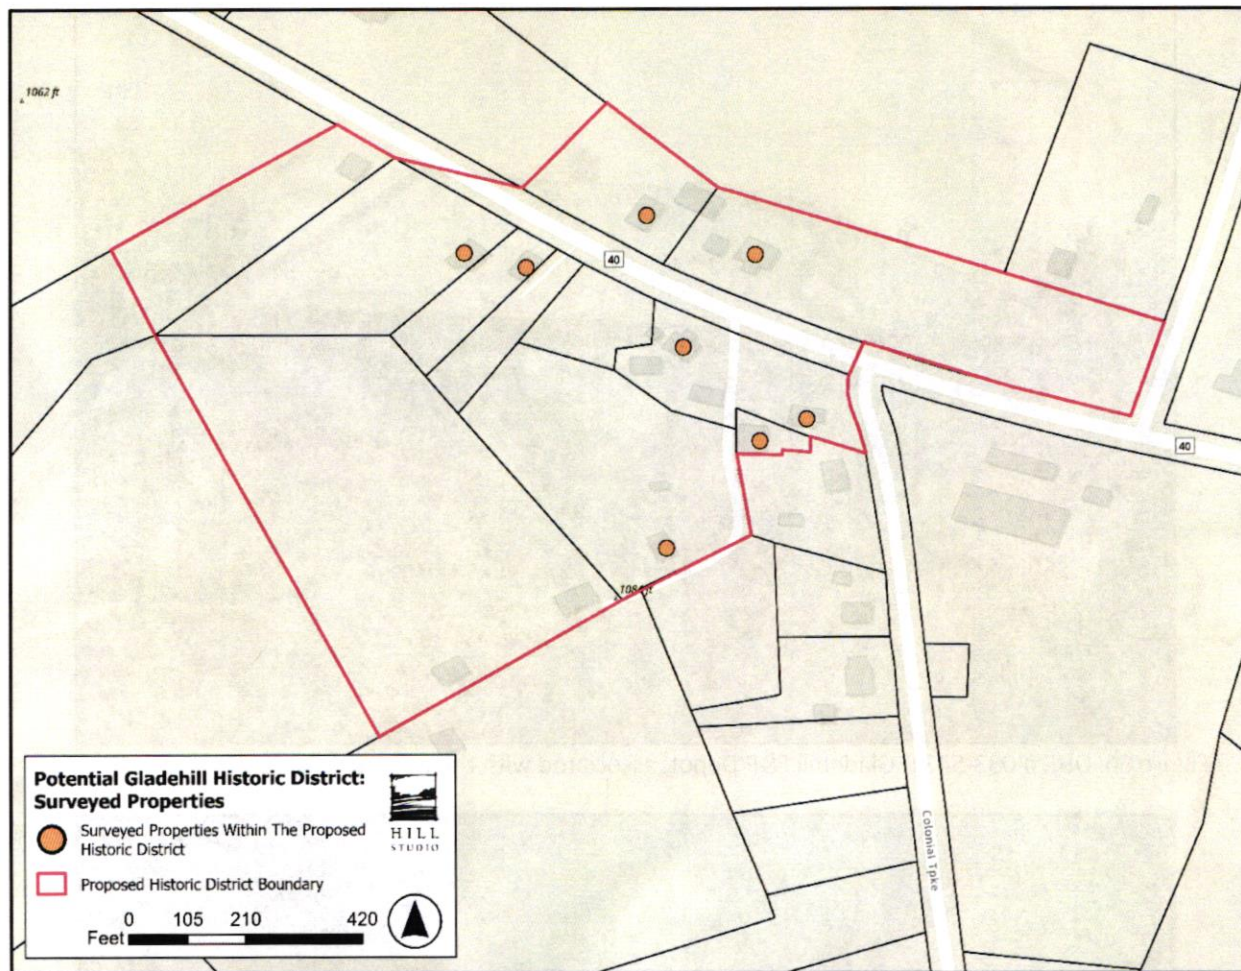 1062 ft
40
40
1084 ft
Colonial Tpke
Potential Gladehill Historic District:
Surveyed Properties
Surveyed Properties Within The Proposed
Historic District
Proposed Historic District Boundary
HILL
STUDIO
0 105 210 420
Feet